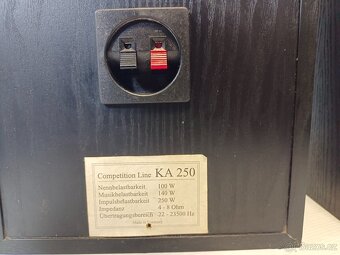 Competition Line KA 250
Nennbelastbarkeit 100 W
Musikbelastbarkeit 140 W
Impulsbelastbarkeit 250 W
Impedanz 4 - 8 Ohm
Übertragungsbereich 22 - 23500 Hz
Made in Germany